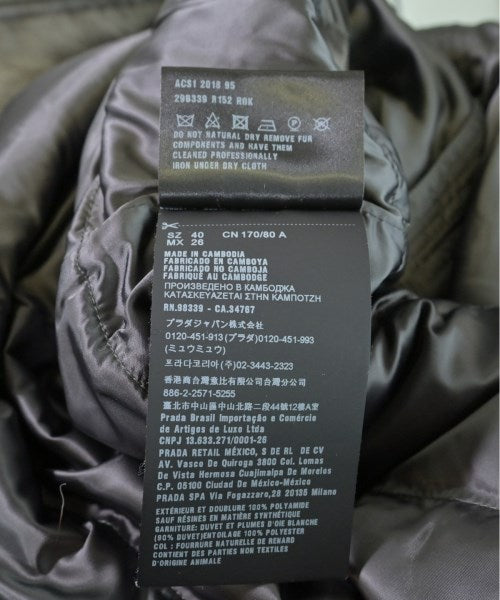 ACS1 2018 95
29B339 R152 R0K
DO NOT NATURAL DRY REMOVE FUR
COMPONENTS AND HAVE THEM
CLEANED PROFESSIONALLY
IRON UNDER DRY CLOTH
SZ 40 CN 170/80 A
MX 26
MADE IN CAMBODIA
FABRICADO EN CAMBOYA
FABRICADO NO CAMBOJA
FABRIQUÉ AU CAMBODGE
ПРОИЗВЕДЕНО В КАМБОДЖА
ΚΑΤΑΣΚΕΥΑΖΕΤΑΙ ΣΤΗΝ ΚΑΜΠΟΤΖΗ
RN.98339 - CA.34767
プラダジャパン株式会社
0120-451-913(プラダ)0120-451-993
(ミュウミュウ)
프라다코리아(주) 02-3443-2323
香港商台灣壹比有限公司台灣分公司
886-2-2571-5255
臺北市中山區中山北路二段44號12樓A1
Prada Brasil Importação e Comércio
de Artigos de Luxo Ltda
CNPJ 13.633.271/0001-26
PRADA RETAIL MÉXICO, S DE RL DE CV
AV. Vasco De Quiroga 3800 Col. Lomas
De Vista Hermosa Cuajimalpa De Morelos
C.P. 05100 Ciudad De México
PRADA SPA Via Fogazzaro, 28 20135 Milano
EXTÉRIEUR ET DOUBLURE 100% POLYAMIDE
SAUF RÉSINES EN MATIÈRE SYNTHÉTIQUE
GARNITURE: DUVET ET PLUMES D'OIE BLANCHE
(90% DUVET)ENTOILAGE 100% POLYESTER
COL : FOURRURE NATURELLE DE RENARD
CONTIENT DES PARTIES NON TEXTILES
D'ORIGINE ANIMALE